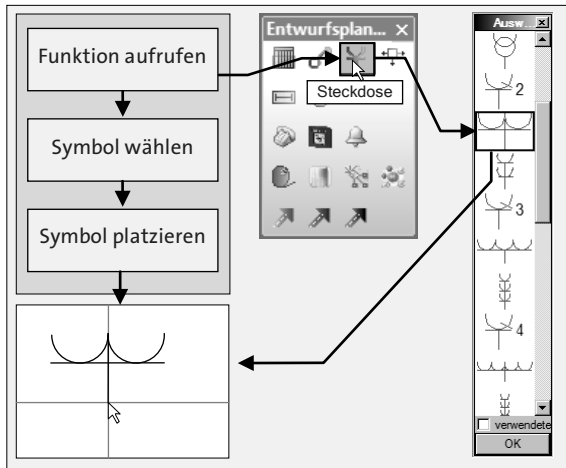 Funktion aufrufen
Symbol wählen
Symbol platzieren
Entwurfsplan...
Steckdose
Ausw...
2
3
4
verwendete
OK